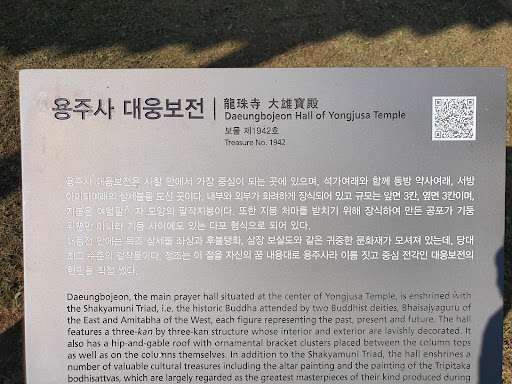 용주사 대웅보전 | 龍珠寺 大雄寶殿
Daeungbojeon Hall of Yongjusa Temple
보물 제1942호
Treasure No. 1942
용주사 대웅보전은 사찰 안에서 가장 중심이 되는 곳에 있으며, 석가여래와 함께 동방 약사여래, 서방
아미타여래의 삼세불을 모신 곳이다. 내부와 외부가 화려하게 장식되어 있고 규모는 앞면 3칸, 옆면 3칸이며,
지붕은 여덟팔 자 모양의 팔작지붕이다. 또한 지붕 처마를 받치기 위해 장식하여 만든 공포가 기둥
위뿐만 아니라 기둥 사이에도 있는 다포 형식으로 되어 있다.
대웅전 안에는 목조 삼세불 좌상과 후불탱화, 삼장 보살도와 같은 귀중한 문화재가 모셔져 있는데, 당대
최고 수준의 걸작품이다. 정조는 이 절을 자신의 꿈 내용대로 용주사라 이름 짓고 중심 전각인 대웅보전의
현판을 직접 썼다.
Daeungbojeon, the main prayer hall situated at the center of Yongjusa Temple, is enshrined with
the Shakyamuni Triad, i.e. the historic Buddha attended by two Buddhist deities, Bhaisajyaguru of
the East and Amitabha of the West, each figure representing the past, present and future. The hall
features a three-kan by three-kan structure whose interior and exterior are lavishly decorated. It
also has a hip-and-gable roof with ornamental bracket clusters placed between the column tops
as well as on the columns themselves. In addition to the Shakyamuni Triad, the hall enshrines a
number of valuable cultural treasures including the altar painting and the painting of the Tripitaka
bodhisattvas, which are largely regarded as the greatest masterpieces of their kind produced during